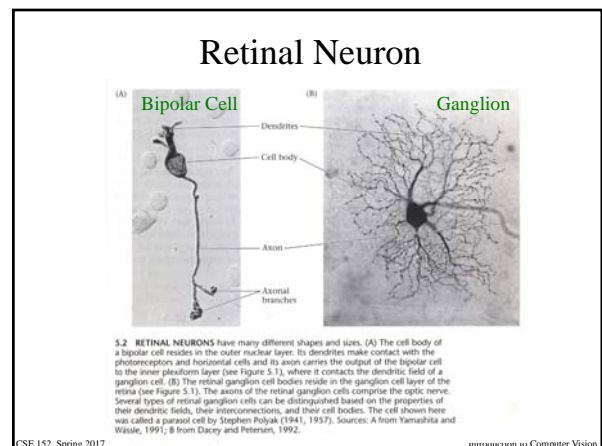 Retinal Neuron
(A)
Bipolar Cell
(B)
Ganglion
Dendrites
Cell body
Axon
Axonal
branches
5.2 RETINAL NEURONS have many different shapes and sizes. (A) The cell body of
a bipolar cell resides in the outer nuclear layer. Its dendrites make contact with the
photoreceptors and horizontal cells and its axon carries the output of the bipolar cell
to the inner plexiform layer (see Figure 5.1), where it contacts the dendritic field of a
ganglion cell. (B) The retinal ganglion cell bodies reside in the ganglion cell layer of the
retina (see Figure 5.1). The axons of the retinal ganglion cells comprise the optic nerve.
Several types of retinal ganglion cells can be distinguished based on the properties of
their dendritic fields, their interconnections, and their cell bodies. The cell shown here
was called a parasol cell by Stephen Polyak (1941, 1957). Sources: A from Yamashita and
Wässle, 1991; B from Dacey and Petersen, 1992.
CSE 152, Spring 2017
Computer Vision